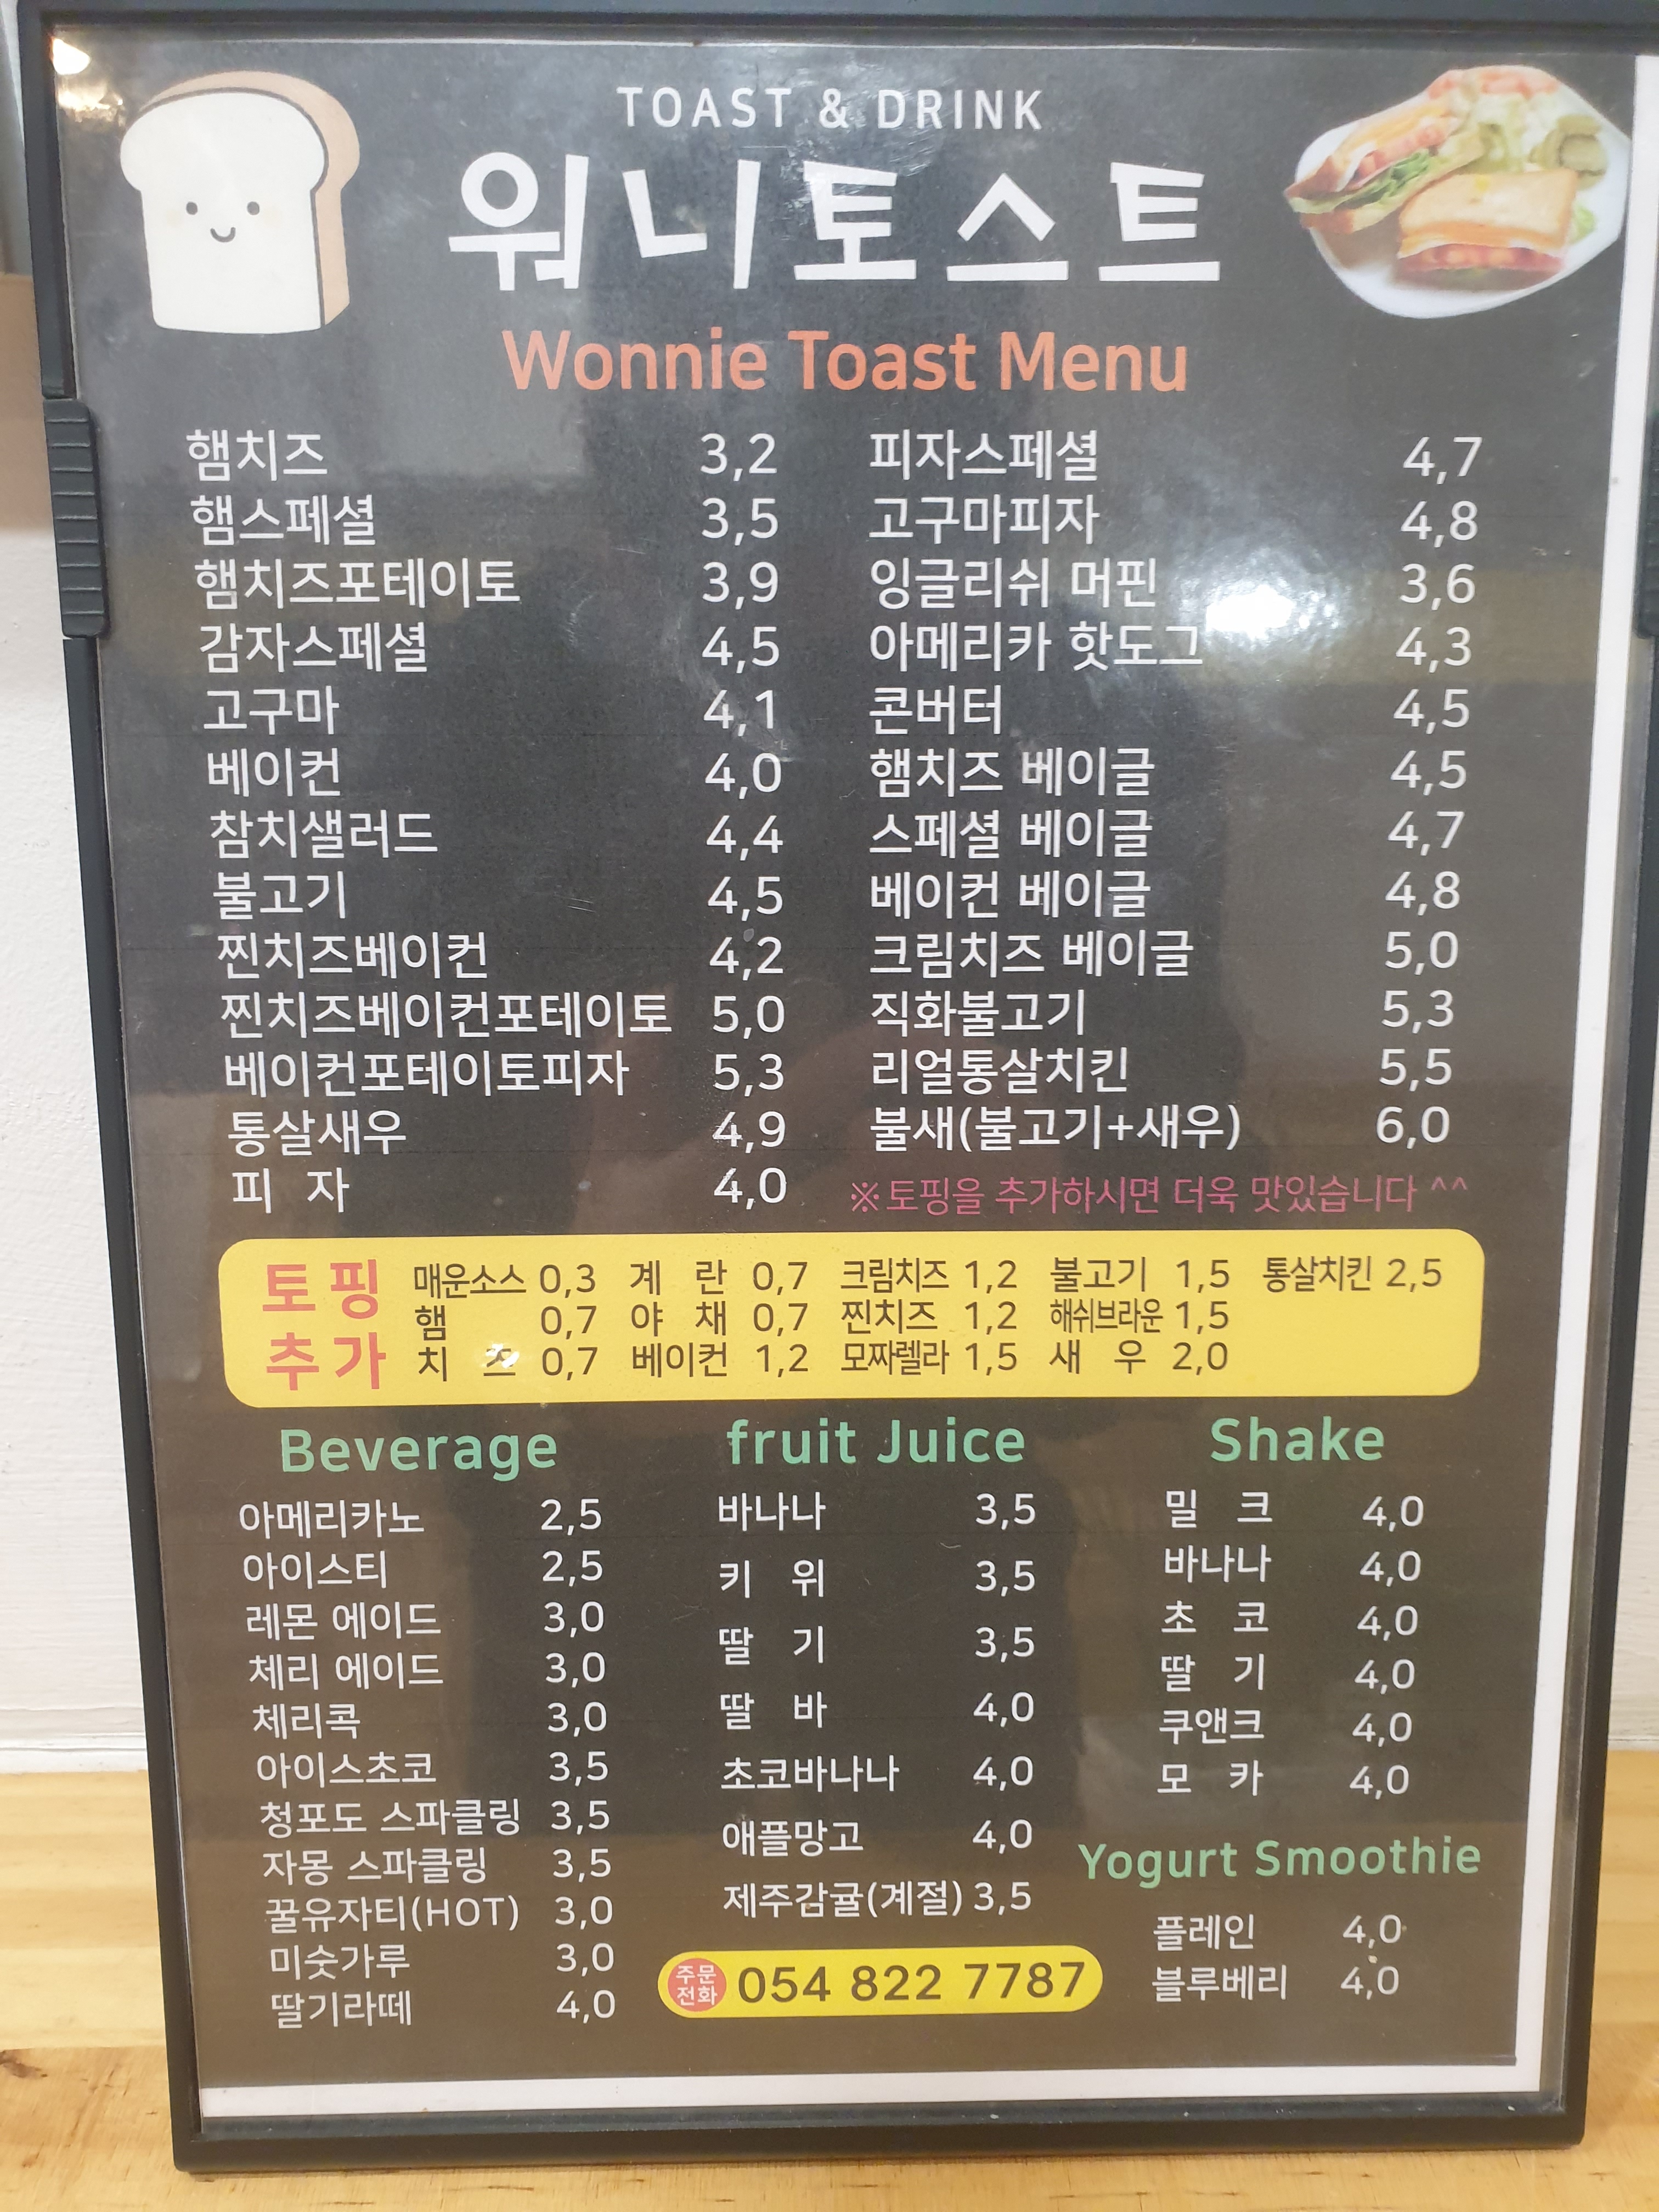 TOAST & DRINK
워니토스트
Wonnie Toast Menu
햄치즈 3,2
햄스페셜 3,5
햄치즈포테이토 3,9
감자스페셜 4,5
고구마 4,1
베이컨 4,0
참치샐러드 4,4
불고기 4,5
찐치즈베이컨 4,2
찐치즈베이컨포테이토 5,0
베이컨포테이토피자 5,3
통살새우 4,9
피 자 4,0
피자스페셜 4,7
고구마피자 4,8
잉글리쉬 머핀 3,6
아메리카 핫도그 4,3
콘버터 4,5
햄치즈 베이글 4,5
스페셜 베이글 4,7
베이컨 베이글 4,8
크림치즈 베이글 5,0
직화불고기 5,3
리얼통살치킨 5,5
불새(불고기+새우) 6,0
※토핑을 추가하시면 더욱 맛있습니다 ^^
토핑
추가
매운소스 0,3 계 란 0,7 크림치즈 1,2 불고기 1,5 통살치킨 2,5
햄 0,7 야 채 0,7 찐치즈 1,2 해쉬브라운 1,5
치 즈 0,7 베이컨 1,2 모짜렐라 1,5 새 우 2,0
Beverage
아메리카노 2,5
아이스티 2,5
레몬 에이드 3,0
체리 에이드 3,0
체리콕 3,0
아이스초코 3,5
청포도 스파클링 3,5
자몽 스파클링 3,5
꿀유자티(HOT) 3,0
미숫가루 3,0
딸기라떼 4,0
fruit Juice
바나나 3,5
키 위 3,5
딸 기 3,5
딸 바 4,0
초코바나나 4,0
애플망고 4,0
제주감귤(계절) 3,5
주문
전화
054 822 7787
Shake
밀 크 4,0
바나나 4,0
초 코 4,0
딸 기 4,0
쿠앤크 4,0
모 카 4,0
Yogurt Smoothie
플레인 4,0
블루베리 4,0